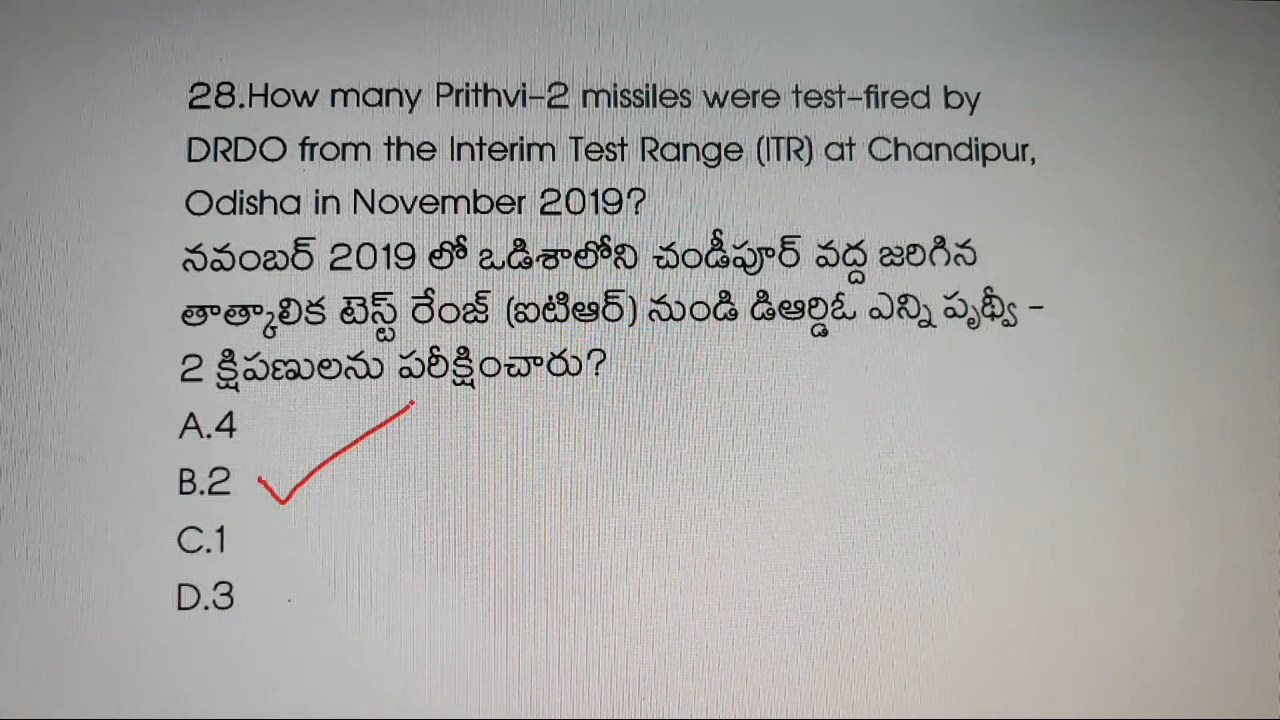 28.How many Prithvi-2 missiles were test-fired by
DRDO from the Interim Test Range (ITR) at Chandipur,
Odisha in November 2019?
నవంబర్ 2019 లో ఒడిశాలోని చండీపూర్ వద్ద జరిగిన
తాత్కాలిక టెస్ట్ రేంజ్ (ఐటిఆర్) నుండి డిఆర్డిఓ ఎన్ని పృథ్వీ -
2 క్షిపణులను పరీక్షించారు?
A.4
B.2
C.1
D.3